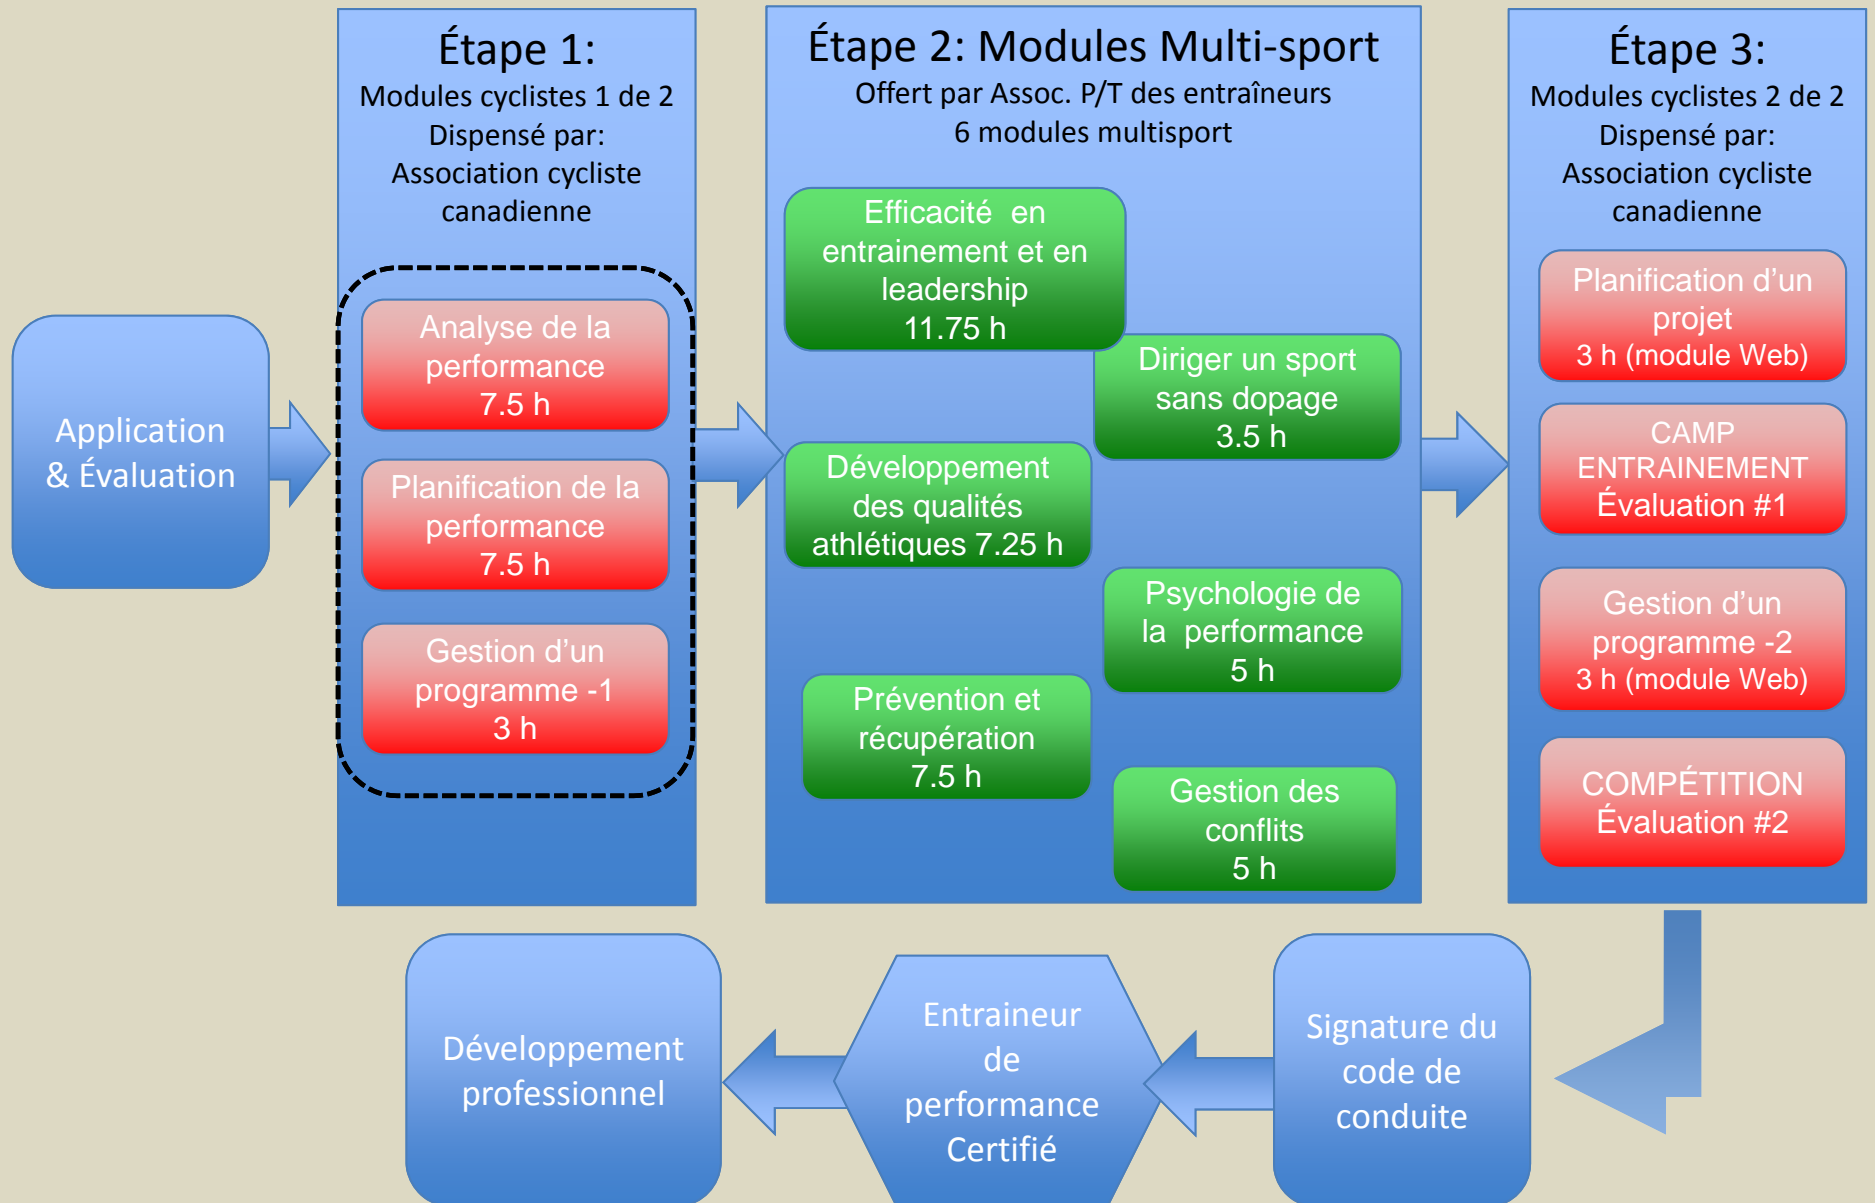 Application
& Évaluation
Étape 1:
Modules cyclistes 1 de 2
Dispensé par:
Association cycliste
canadienne
Analyse de la
performance
7.5 h
Planification de la
performance
7.5 h
Gestion d’un
programme -1
3 h
Étape 2: Modules Multi-sport
Offert par Assoc. P/T des entraîneurs
6 modules multisport
Efficacité en
entrainement et en
leadership
11.75 h
Diriger un sport
sans dopage
3.5 h
Développement
des qualités
athlétiques 7.25 h
Psychologie de
la performance
5 h
Prévention et
récupération
7.5 h
Gestion des
conflits
5 h
Étape 3:
Modules cyclistes 2 de 2
Dispensé par:
Association cycliste
canadienne
Planification d’un
projet
3 h (module Web)
CAMP
ENTRAINEMENT
Évaluation #1
Gestion d’un
programme -2
3 h (module Web)
COMPÉTITION
Évaluation #2
Signature du
code de
conduite
Entraineur
de
performance
Certifié
Développement
professionnel